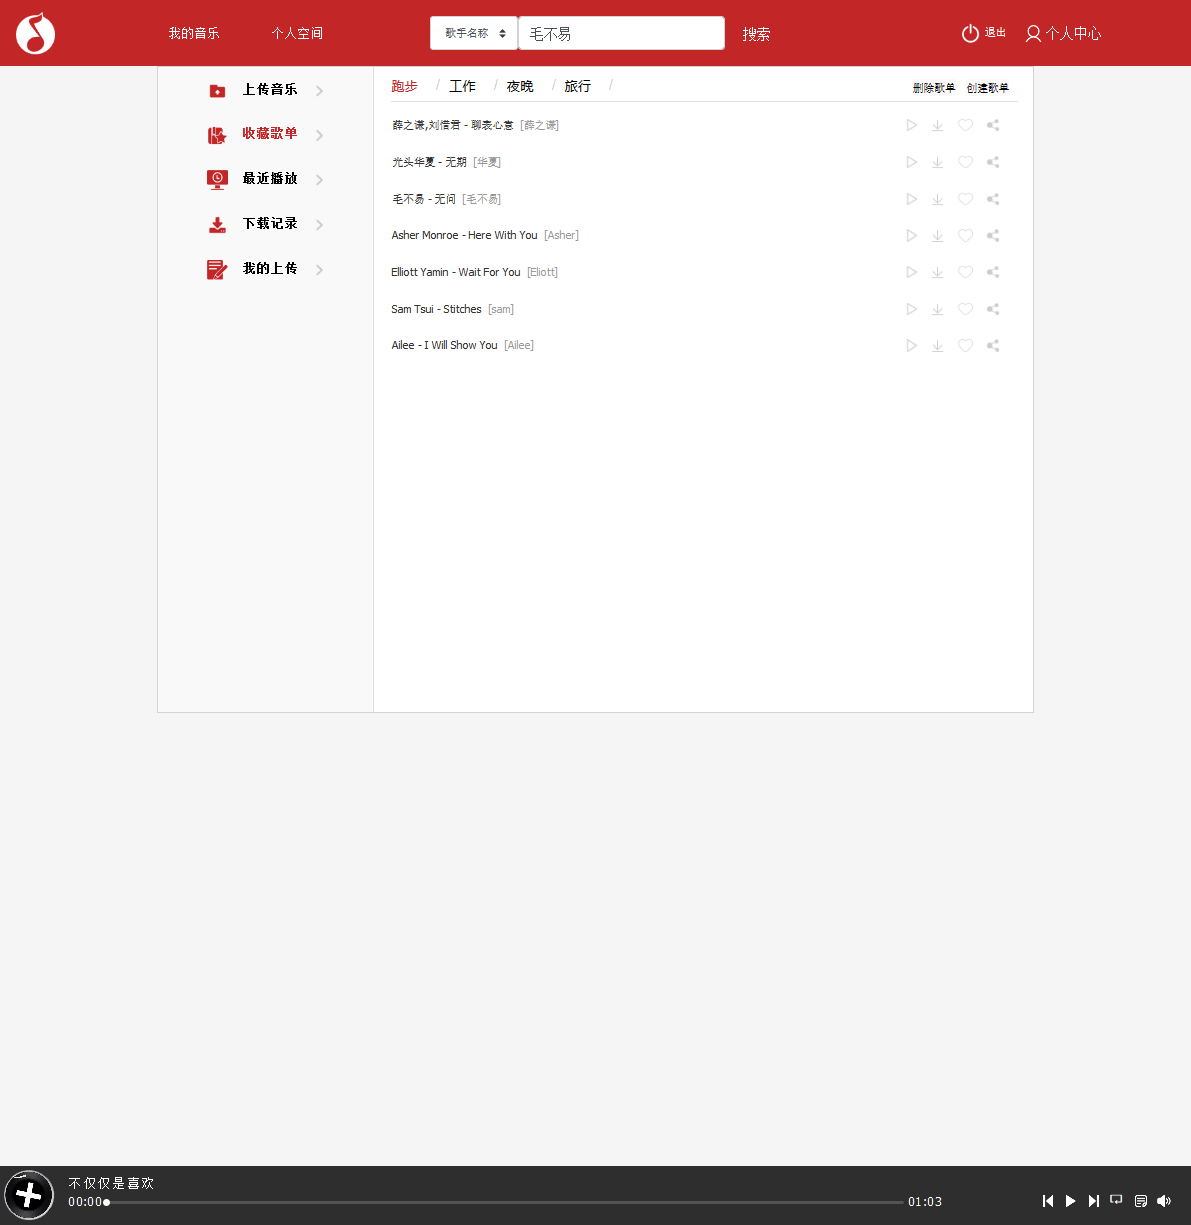 我的音乐 个人空间 歌手名称 毛不易 搜索 退出 个人中心
上传音乐
收藏歌单
最近播放
下载记录
我的上传
跑步 / 工作 / 夜晚 / 旅行 / 删除歌单 创建歌单
薛之谦,刘惜君 - 聊表心意 [薛之谦]
光头华夏 - 无期 [华夏]
毛不易 - 无问 [毛不易]
Asher Monroe - Here With You [Asher]
Elliott Yamin - Wait For You [Eliott]
Sam Tsui - Stitches [sam]
Ailee - I Will Show You [Ailee]
不仅仅是喜欢
00:00 01:03